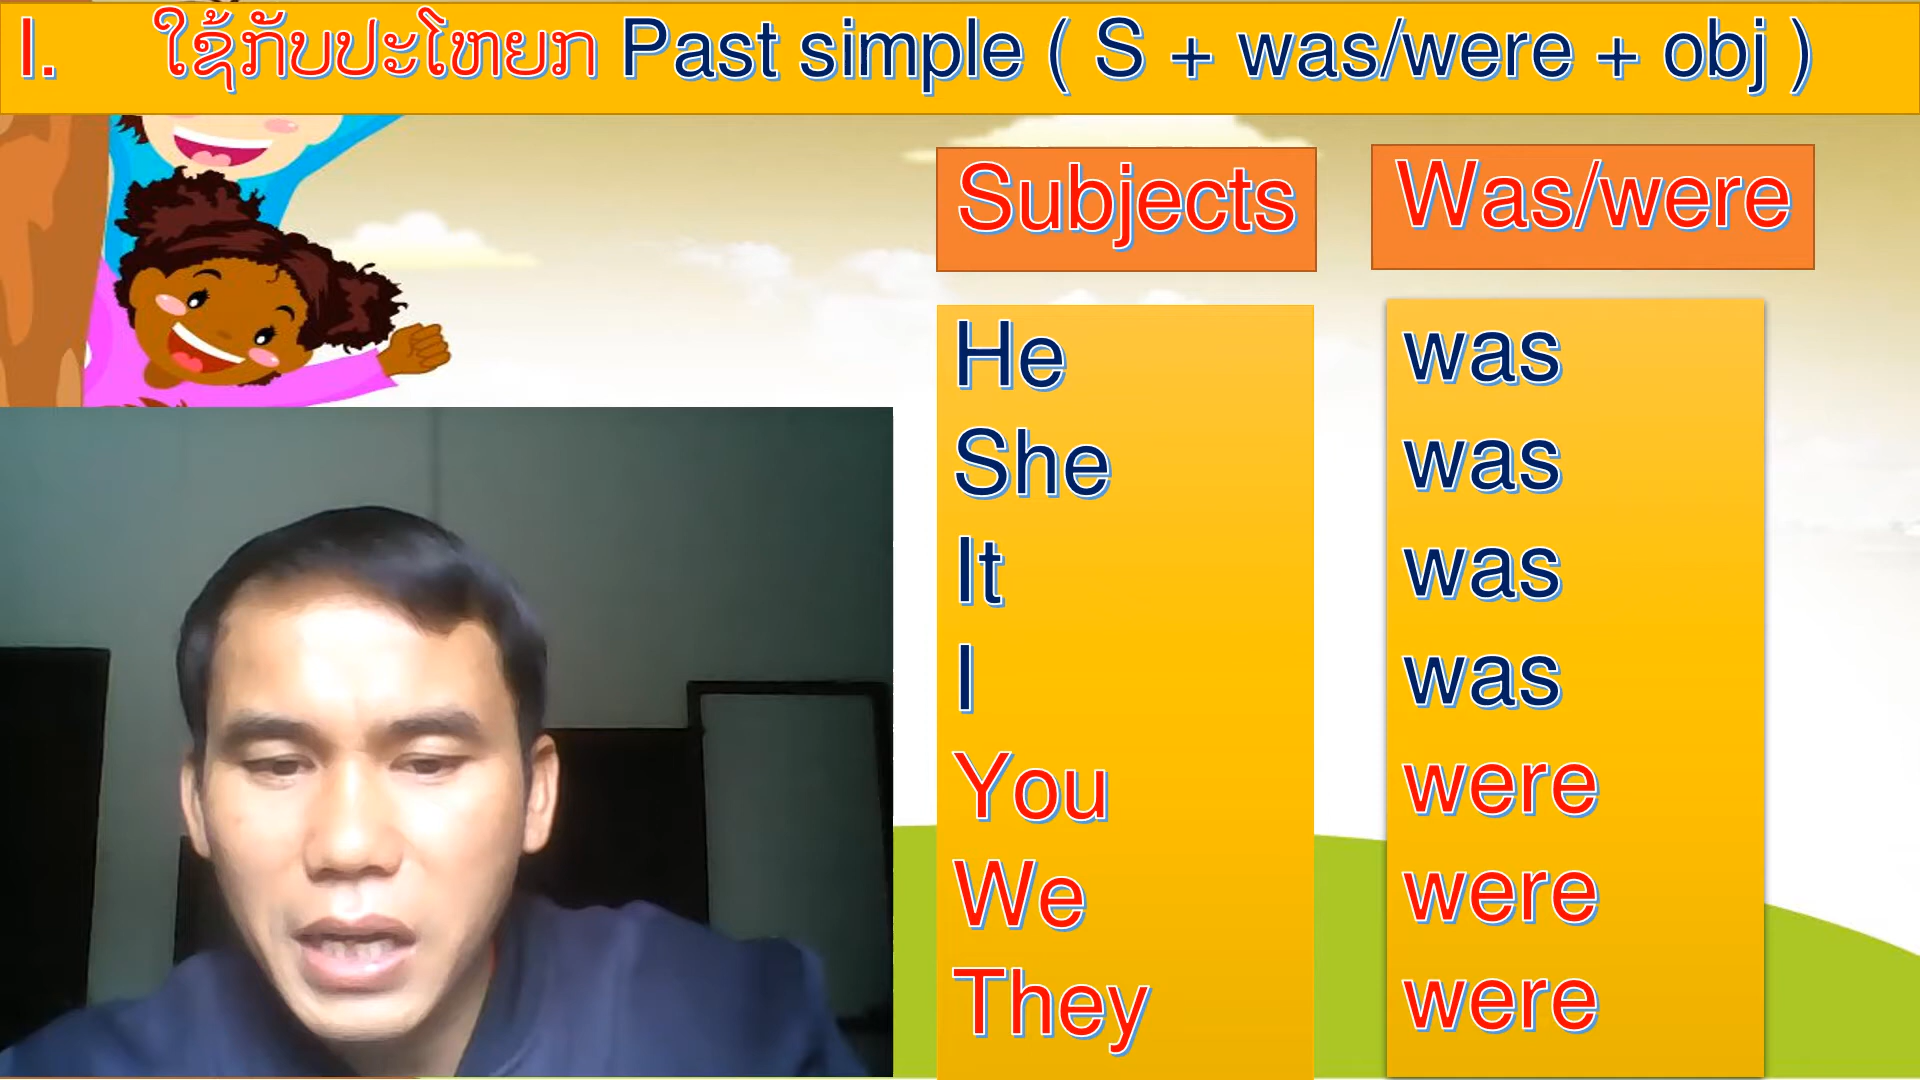 I. ໃຊ້ກັບປະໂຫຍກ Past simple ( S + was/were + obj )
Subjects Was/were
He was
She was
It was
I was
You were
We were
They were